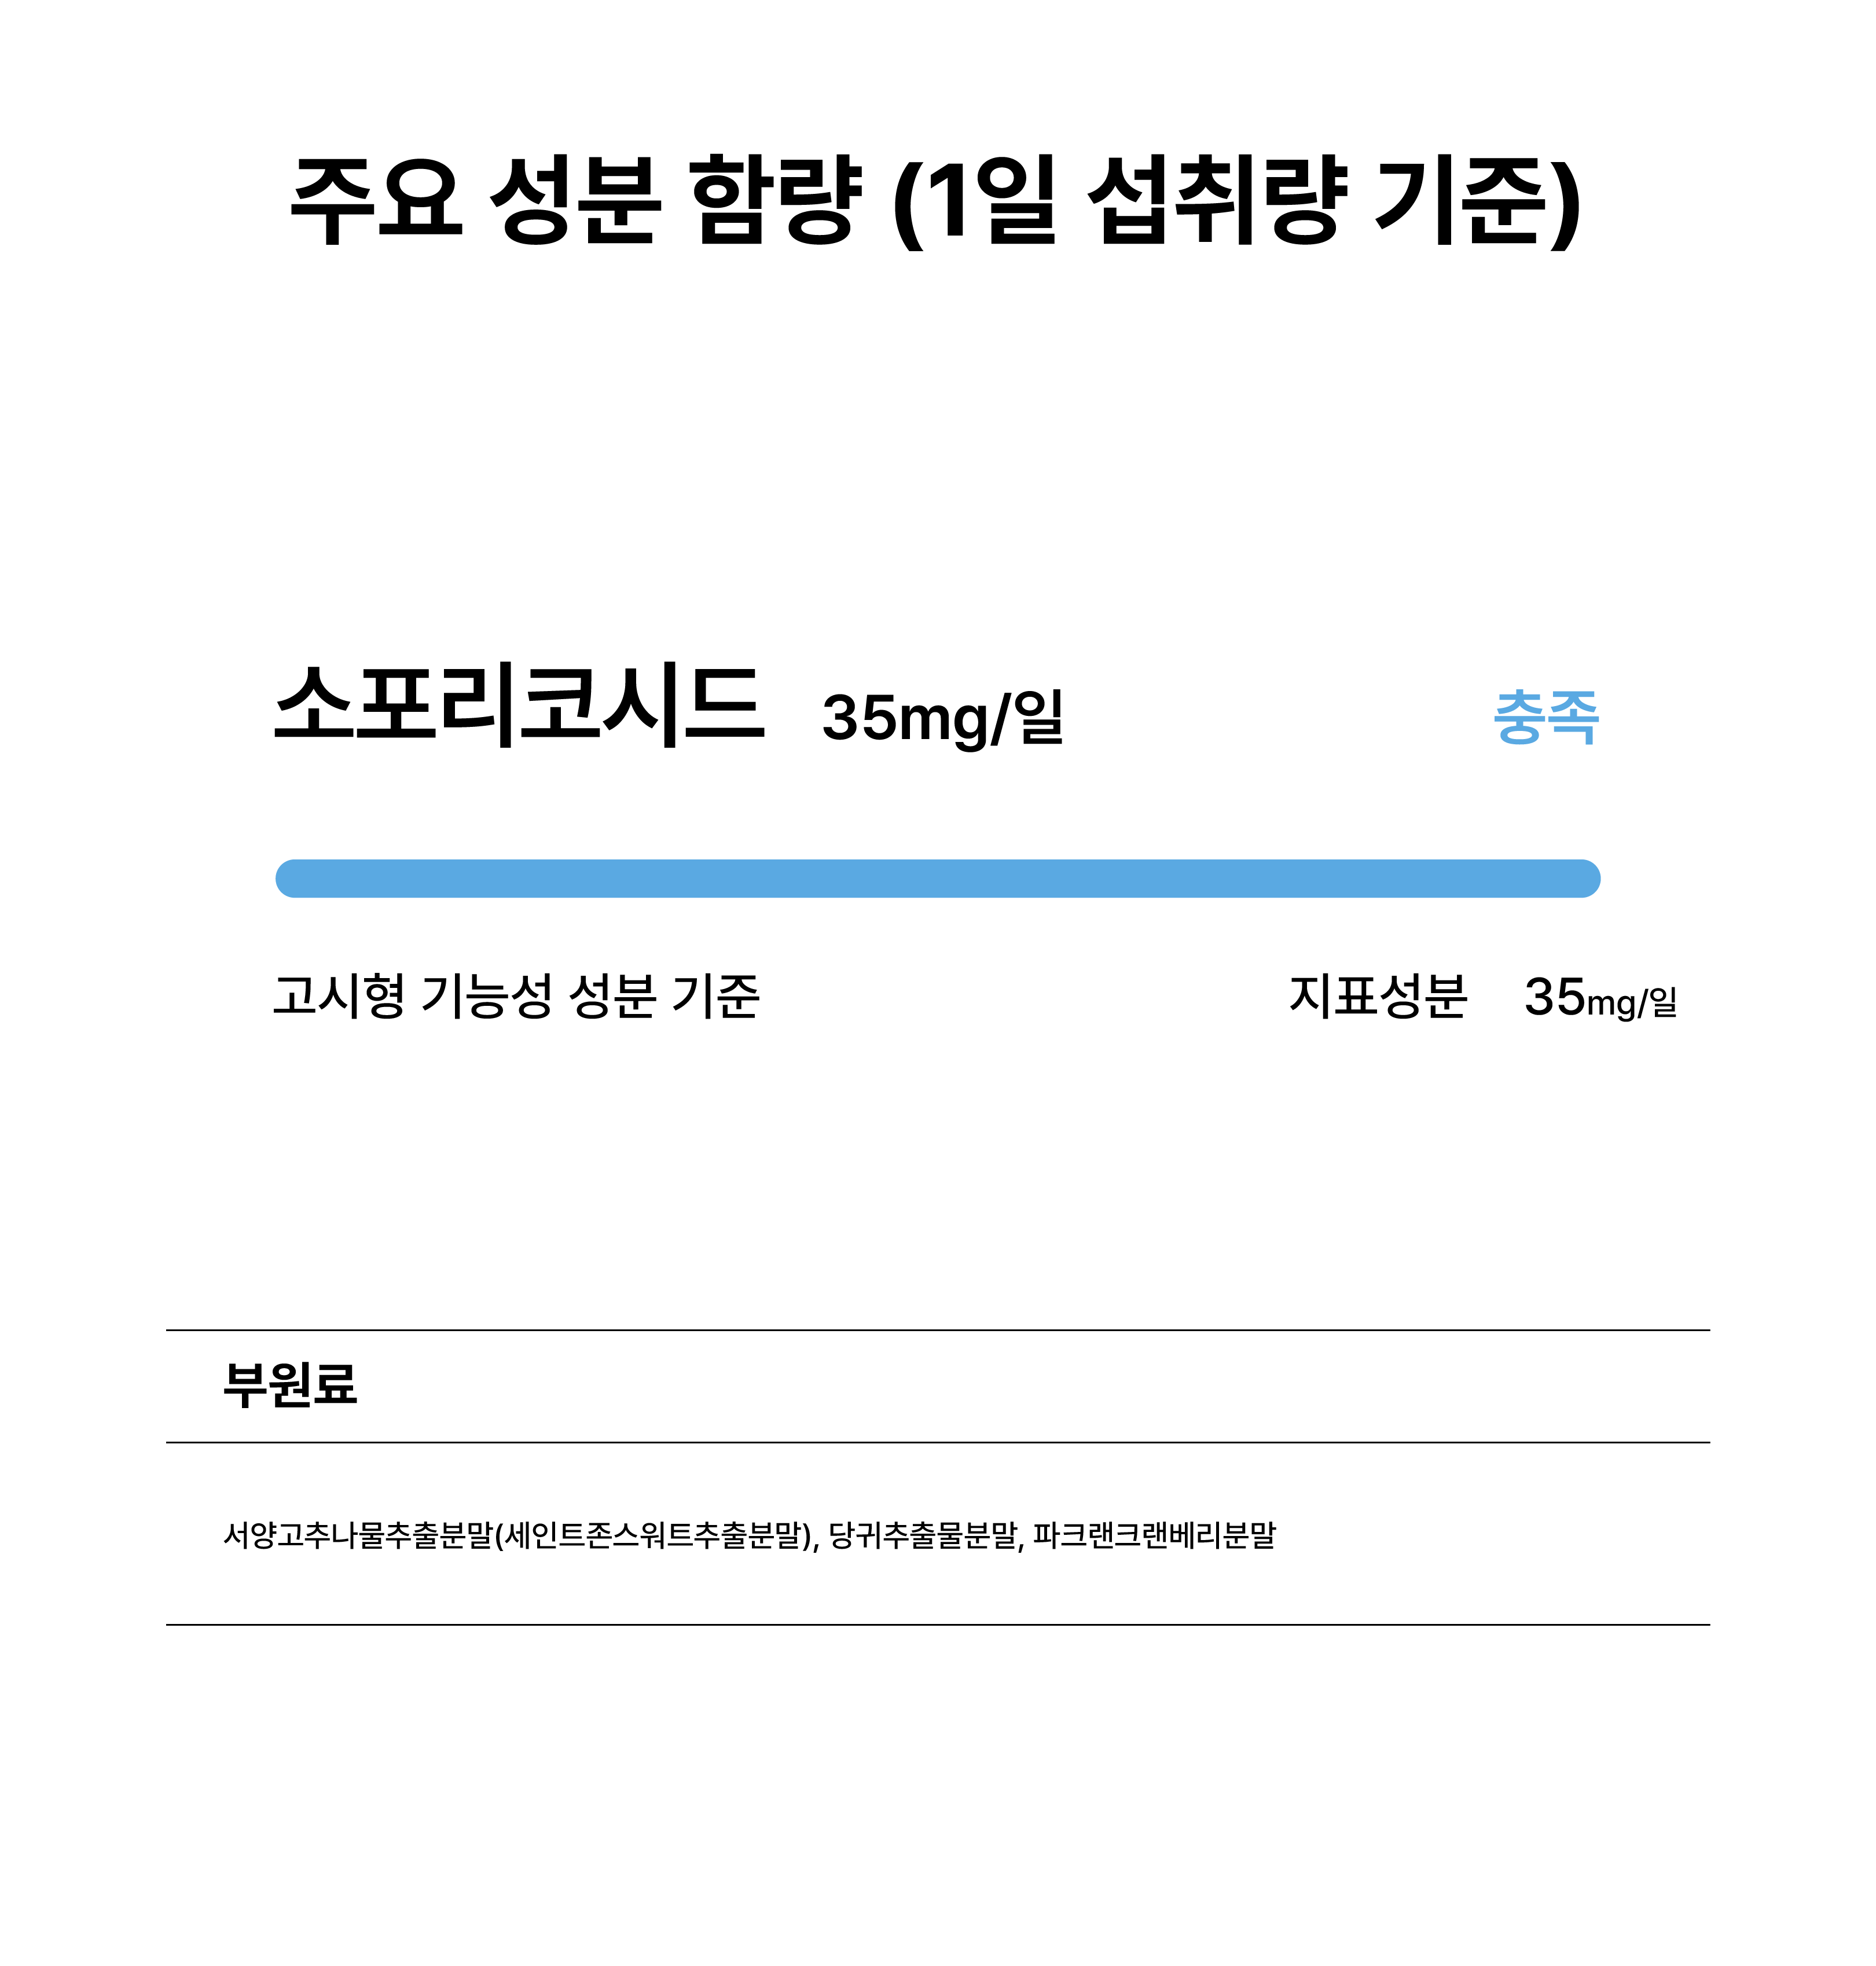 주요 성분 함량 (1일 섭취량 기준)
소포리코시드 35mg/일 충족
고시형 기능성 성분 기준 지표성분 35mg/일
부원료
서양고추나물추출분말(세인트존스워트추출분말), 당귀추출물분말, 파크랜크랜베리분말